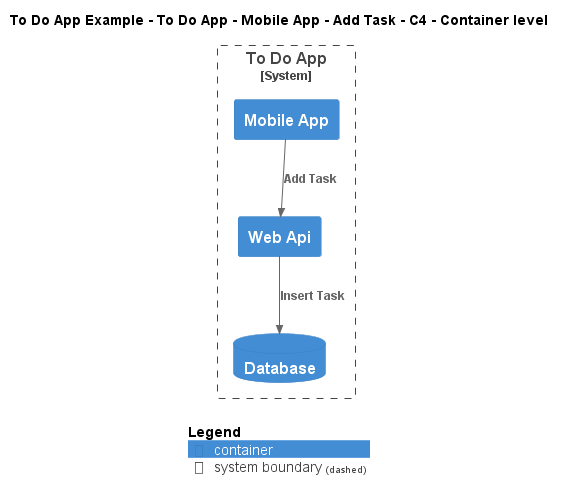 To Do App Example - To Do App - Mobile App - Add Task - C4 - Container level
To Do App
[System]
Mobile App
Add Task
Web Api
Insert Task
Database
Legend
container
system boundary (dashed)